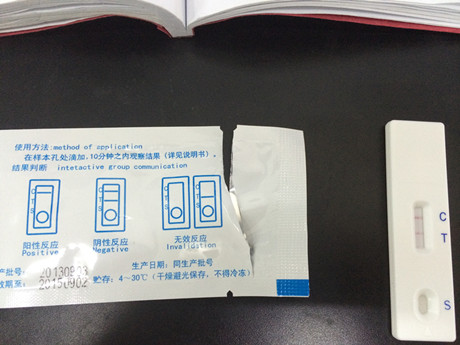 使用方法:method of application
在样本孔处滴加,10分钟之内观察结果(详见说明书)。
结果判断 intetactive group communication
C T S
C T S
C T S
阳性反应
Positive
阴性反应
Negative
无效反应
Invalidation
生产日期:同生产批号
产批号: 20130903
效期至: 20150902 贮存:4~30℃(干燥避光保存,不得冷冻)
C
T
S